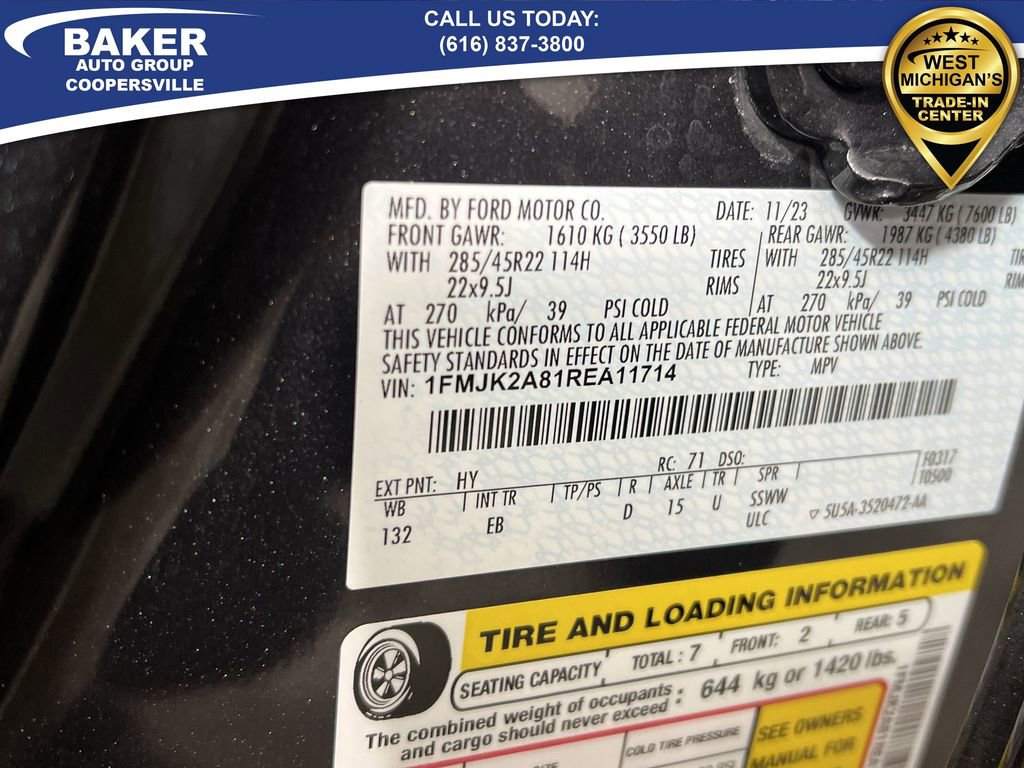 BAKER
AUTO GROUP
COOPERSVILLE
CALL US TODAY:
(616) 837-3800
WEST
MICHIGAN'S
TRADE-IN
CENTER
MFD. BY FORD MOTOR CO. DATE: 11/23 GVWR: 3447 KG (7600 LB)
FRONT GAWR: 1610 KG (3550 LB) REAR GAWR: 1987 KG (4380 LB)
WITH 285/45R22 114H TIRES WITH 285/45R22 114H
22x9.5J RIMS 22x9.5J
AT 270 kPa/ 39 PSI COLD AT 270 kPa/ 39 PSI COLD
THIS VEHICLE CONFORMS TO ALL APPLICABLE FEDERAL MOTOR VEHICLE
SAFETY STANDARDS IN EFFECT ON THE DATE OF MANUFACTURE SHOWN ABOVE.
VIN: 1FMJK2A81REA11714 TYPE: MPV
EXT PNT: HY RC: 71 DSO: F0317
WB INT TR TP/PS R AXLE TR SPR T0500
132 EB D 15 U SSWW
ULC ▽ 5U5A-3520472-AA
TIRE AND LOADING INFORMATION
SEATING CAPACITY TOTAL: 7 FRONT: 2 REAR: 5
The combined weight of occupants
and cargo should never exceed: 644 kg or 1420 lbs.
COLD TIRE PRESSURE
SEE OWNERS
MANUAL FOR